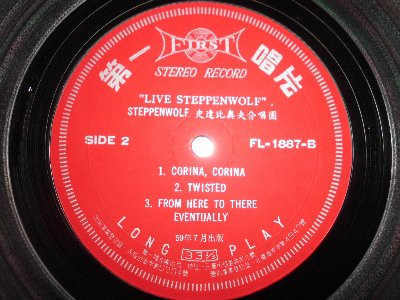 FIRST
第一唱片
STEREO RECORD
"LIVE STEPPENWOLF"
STEPPENWOLF 史達比與夫合唱團
SIDE 2
FL-1887-B
1. CORINA, CORINA
2. TWISTED
3. FROM HERE TO THERE
EVENTUALLY
59年7月出版
LONG PLAY
33⅓